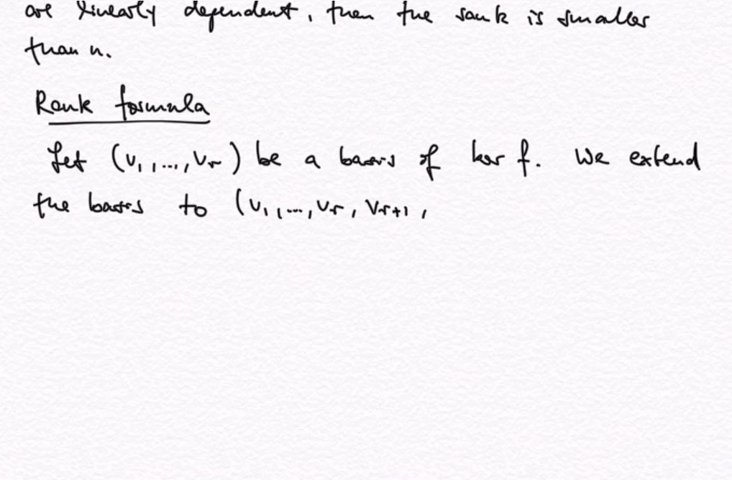 are linearly dependent, then the rank is smaller
than n.
Rank formula
Let (v₁,...,vᵣ) be a basis of ker f. We extend
the basis to (v₁,...,vᵣ, vᵣ₊₁,